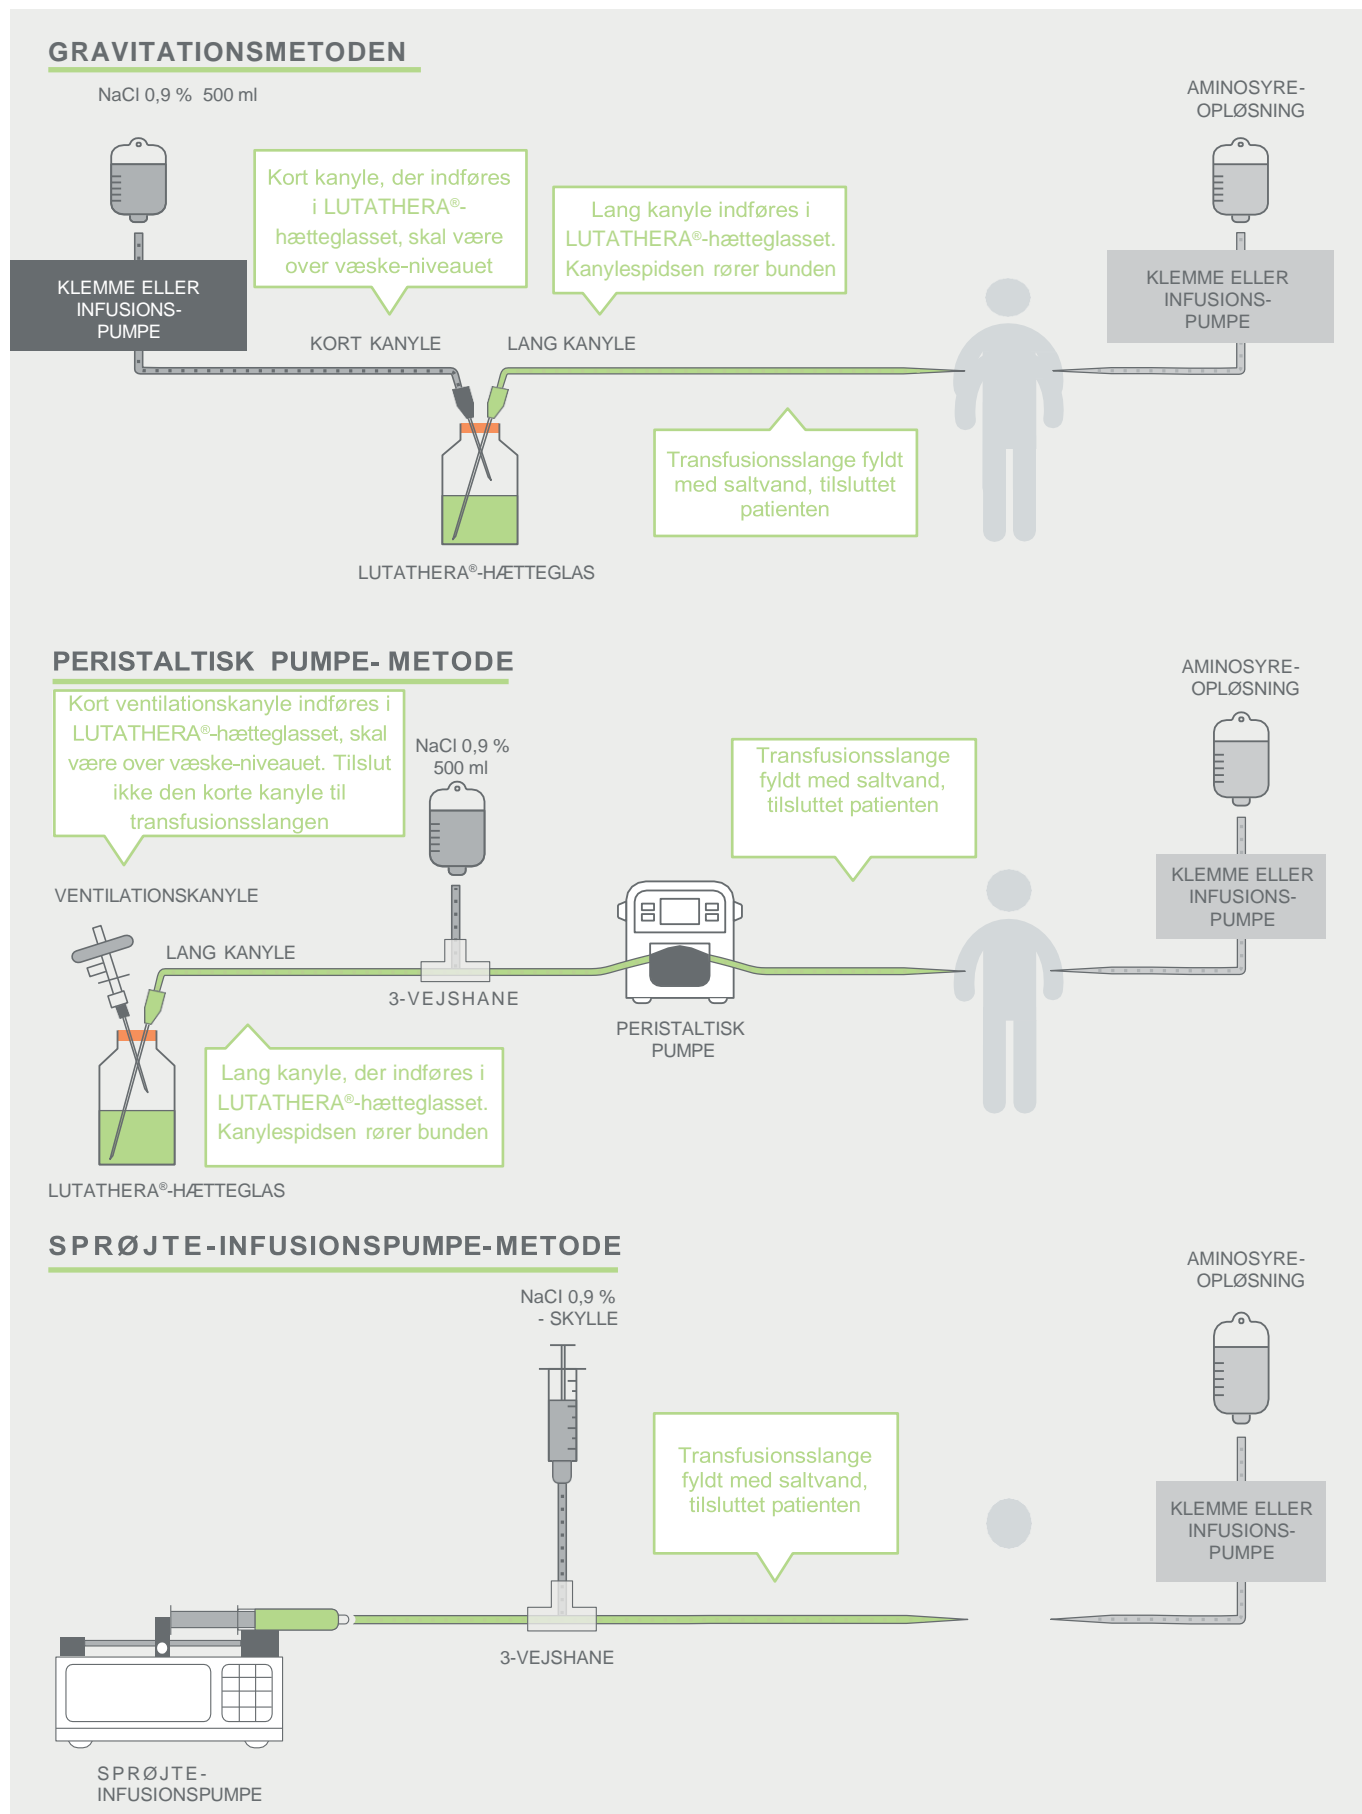 GRAVITATIONSMETODEN
NaCl 0,9 % 500 ml
AMINOSYRE-
OPLØSNING
Kort kanyle, der indføres
i LUTATHERA®-
hætteglasset, skal være
over væske-niveauet
Lang kanyle indføres i
LUTATHERA®-hætteglasset.
Kanylespidsen rører bunden
KLEMME ELLER
INFUSIONS-
PUMPE
KLEMME ELLER
INFUSIONS-
PUMPE
KORT KANYLE
LANG KANYLE
Transfusionsslange fyldt
med saltvand, tilsluttet
patienten
LUTATHERA®-HÆTTEGLAS
PERISTALTISK PUMPE- METODE
AMINOSYRE-
OPLØSNING
Kort ventilationskanyle indføres i
LUTATHERA®-hætteglasset, skal
være over væske-niveauet. Tilslut
ikke den korte kanyle til
transfusionsslangen
NaCl 0,9 %
500 ml
Transfusionsslange
fyldt med saltvand,
tilsluttet patienten
KLEMME ELLER
INFUSIONS-
PUMPE
VENTILATIONSKANYLE
LANG KANYLE
3-VEJSHANE
PERISTALTISK
PUMPE
Lang kanyle, der indføres i
LUTATHERA®-hætteglasset.
Kanylespidsen rører bunden
LUTATHERA®-HÆTTEGLAS
SPRØJTE-INFUSIONSPUMPE-METODE
AMINOSYRE-
OPLØSNING
NaCl 0,9 %
- SKYLLE
Transfusionsslange
fyldt med saltvand,
tilsluttet patienten
KLEMME ELLER
INFUSIONS-
PUMPE
3-VEJSHANE
SPRØJTE-
INFUSIONSPUMPE